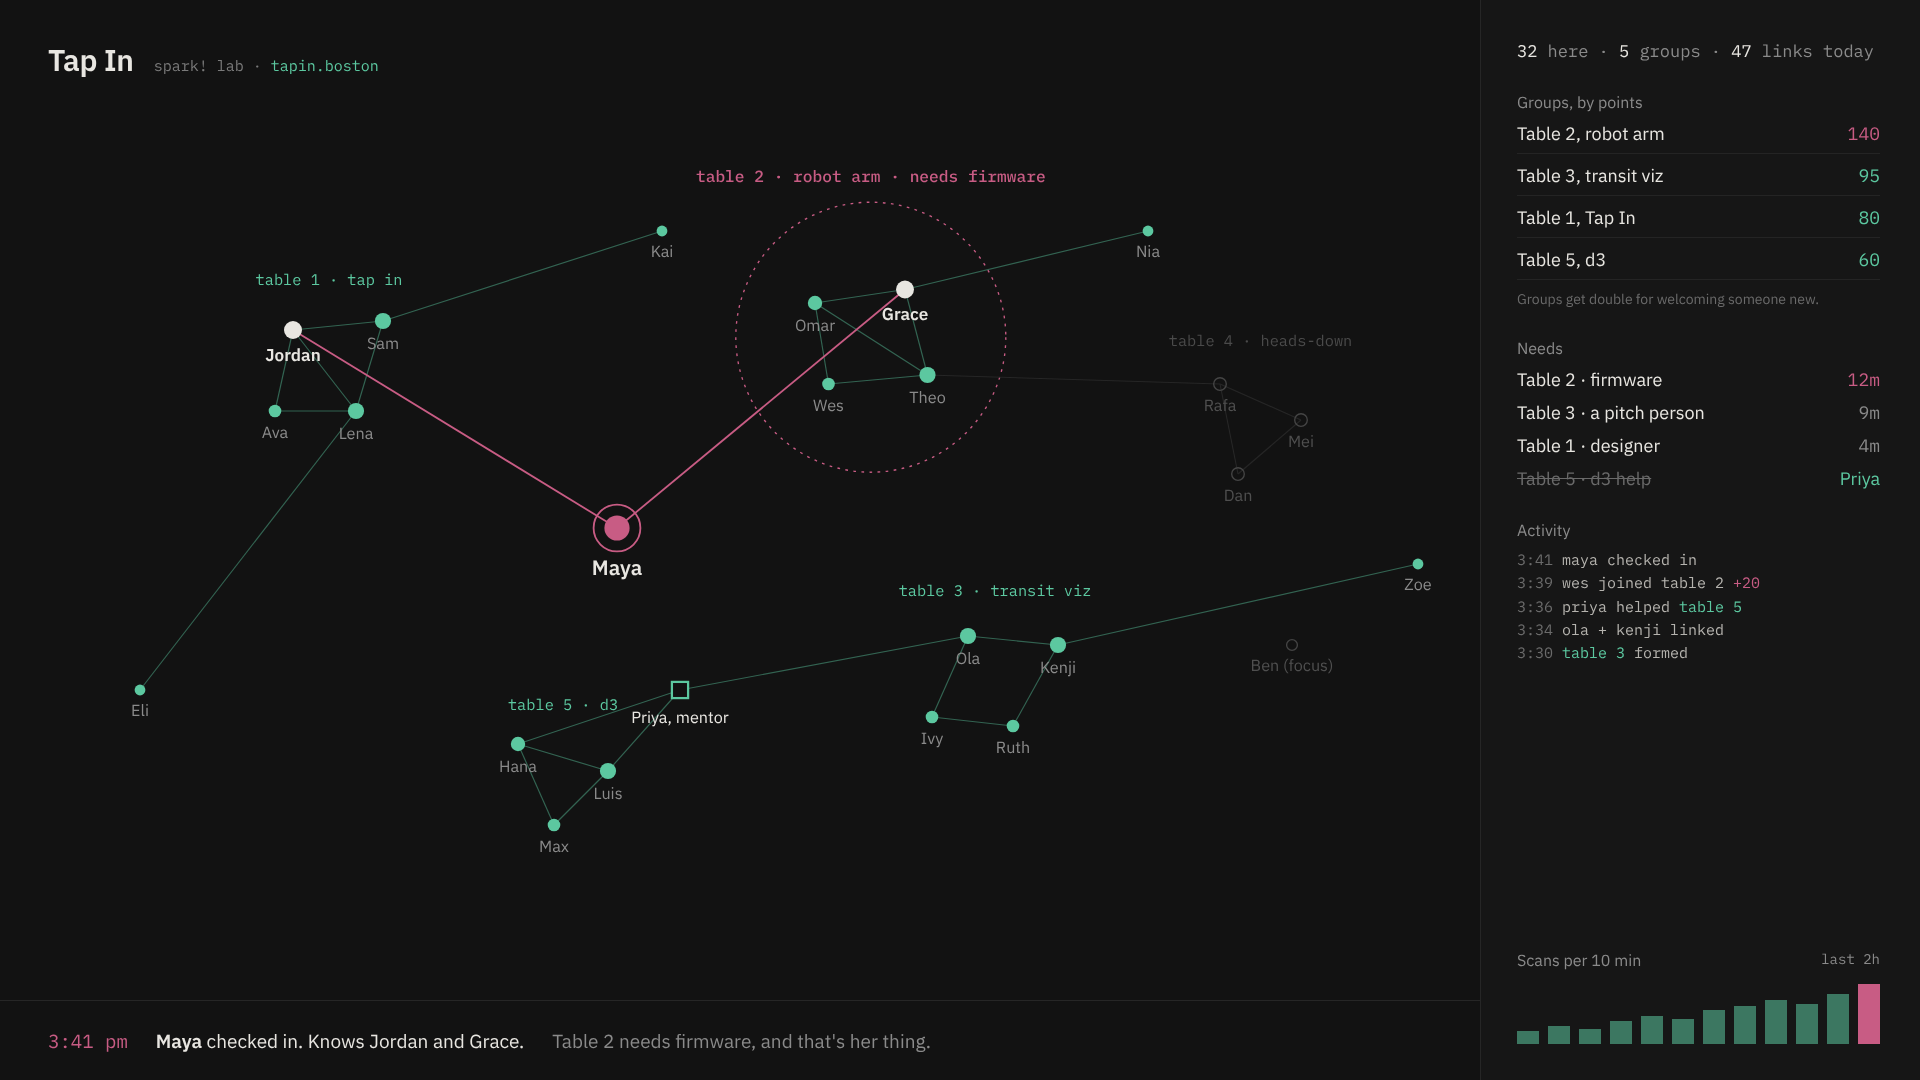 Tap In
spark! lab · tapin.boston
table 2 · robot arm · needs firmware
Kai
Nia
table 1 · tap in
Grace
Omar
Sam
Jordan
table 4 · heads-down
Wes
Theo
Rafa
Ava
Lena
Mei
Dan
Maya
table 3 · transit viz
Zoe
Ola
Kenji
Ben (focus)
Eli
table 5 · d3
Priya, mentor
Ivy
Ruth
Hana
Luis
Max
3:41 pm Maya checked in. Knows Jordan and Grace. Table 2 needs firmware, and that's her thing.
32 here · 5 groups · 47 links today
Groups, by points
Table 2, robot arm 140
Table 3, transit viz 95
Table 1, Tap In 80
Table 5, d3 60
Groups get double for welcoming someone new.
Needs
Table 2 · firmware 12m
Table 3 · a pitch person 9m
Table 1 · designer 4m
Table 5 · d3 help Priya
Activity
3:41 maya checked in
3:39 wes joined table 2 +20
3:36 priya helped table 5
3:34 ola + kenji linked
3:30 table 3 formed
Scans per 10 min last 2h